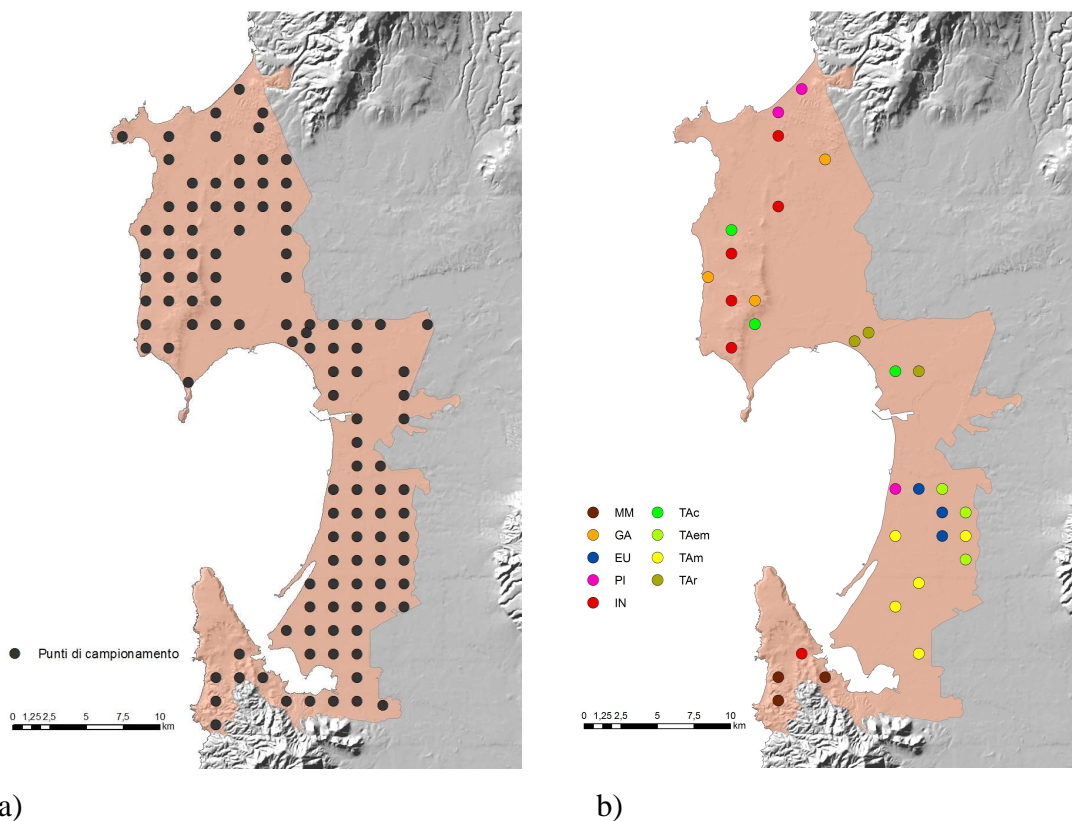 Punti di campionamento
0 1,25 2,5 5 7,5 10
km
MM TAc
GA TAem
EU TAm
PI TAr
IN
0 1,25 2,5 5 7,5 10
km
a) b)